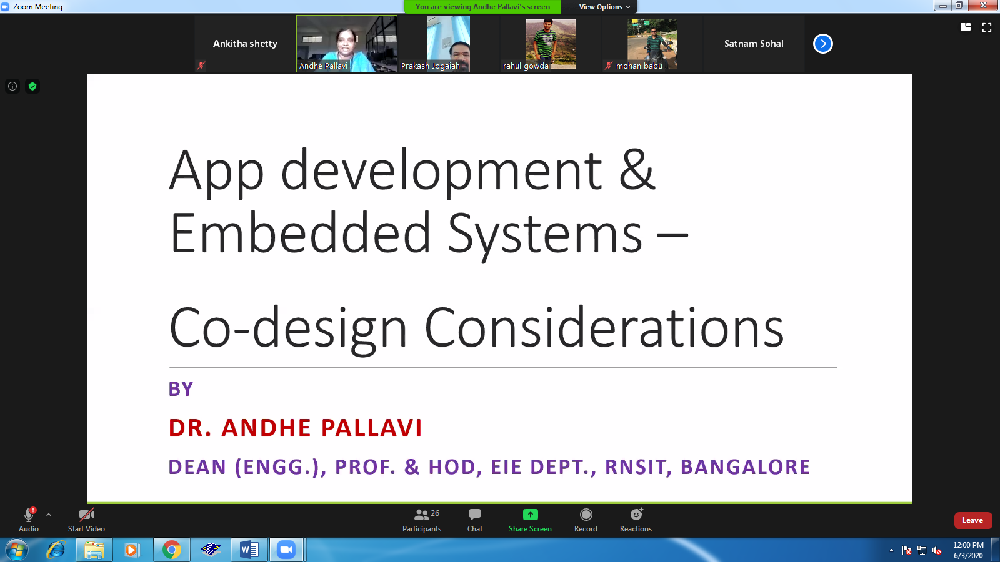 Zoom Meeting
You are viewing Andhe Pallavi's screen
View Options
Ankitha shetty
Andhe Pallavi
Prakash Jogaiah
rahul gowda
mohan babu
Satnam Sohal
App development &
Embedded Systems –
Co-design Considerations
BY
DR. ANDHE PALLAVI
DEAN (ENGG.), PROF. & HOD, EIE DEPT., RNSIT, BANGALORE
Audio
Start Video
Participants
26
Chat
Share Screen
Record
Reactions
Leave
12:00 PM
6/3/2020